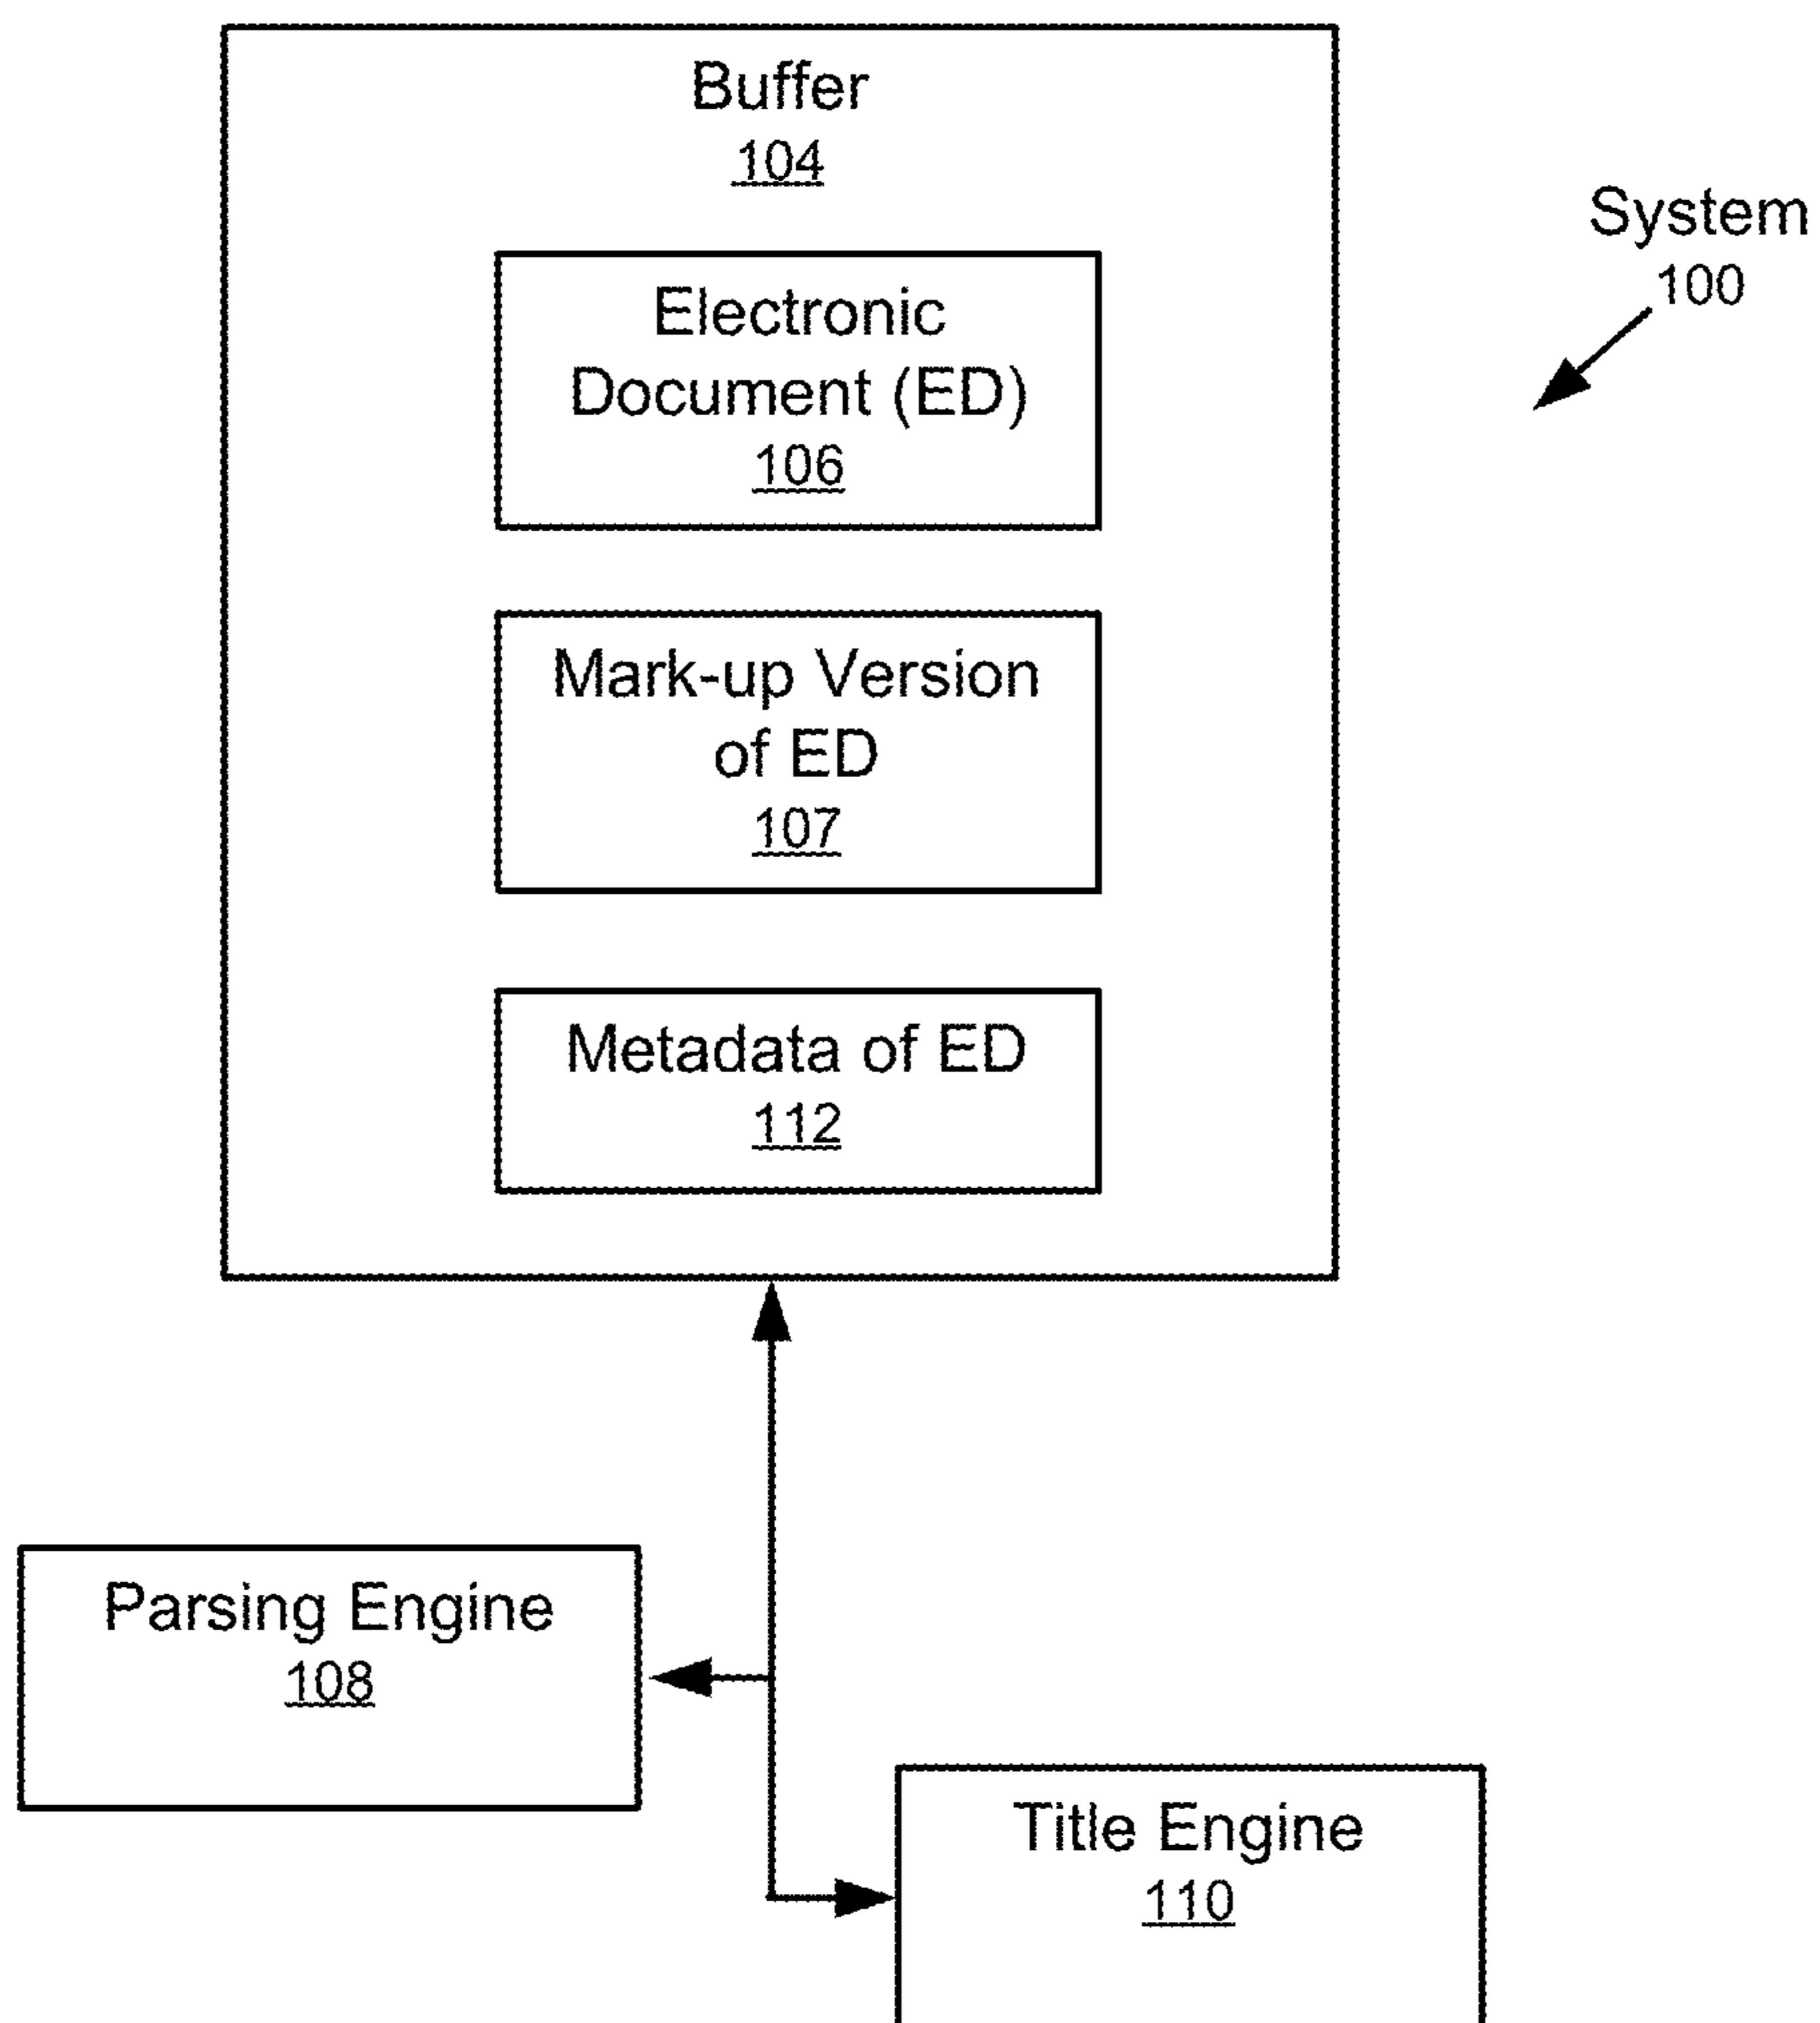 Buffer
104
System
100
Electronic
Document (ED)
106
Mark-up Version
of ED
107
Metadata of ED
112
Parsing Engine
108
Title Engine
110